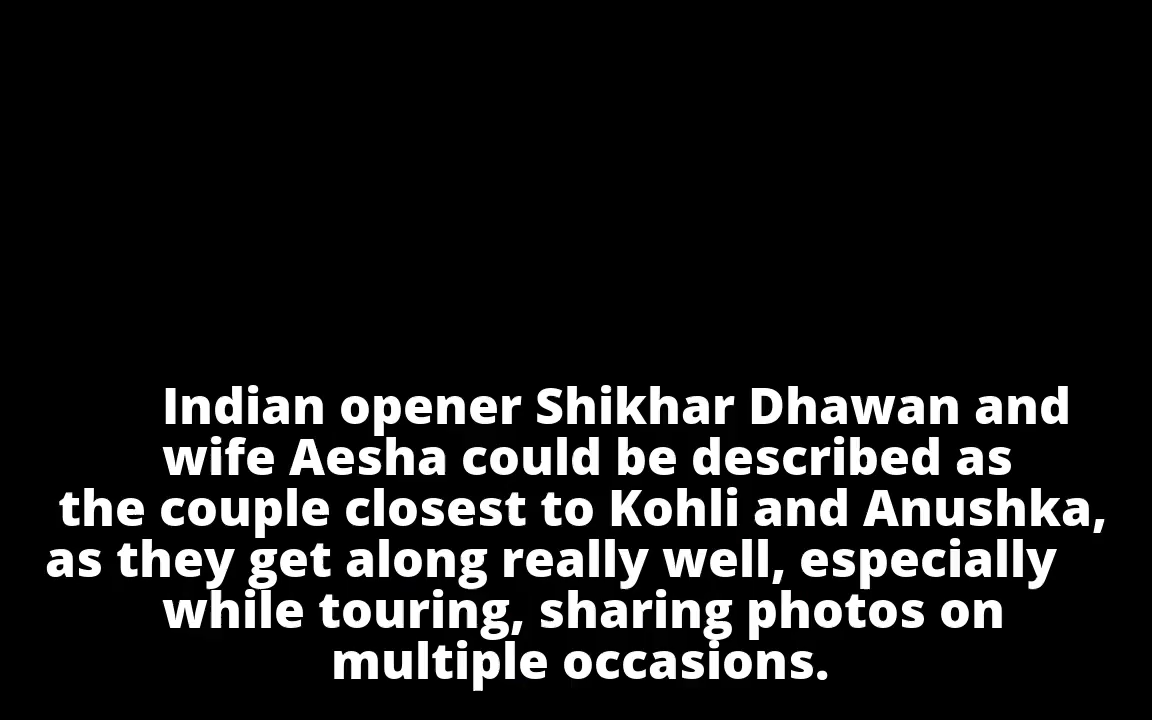 Indian opener Shikhar Dhawan and
wife Aesha could be described as
the couple closest to Kohli and Anushka,
as they get along really well, especially
while touring, sharing photos on
multiple occasions.